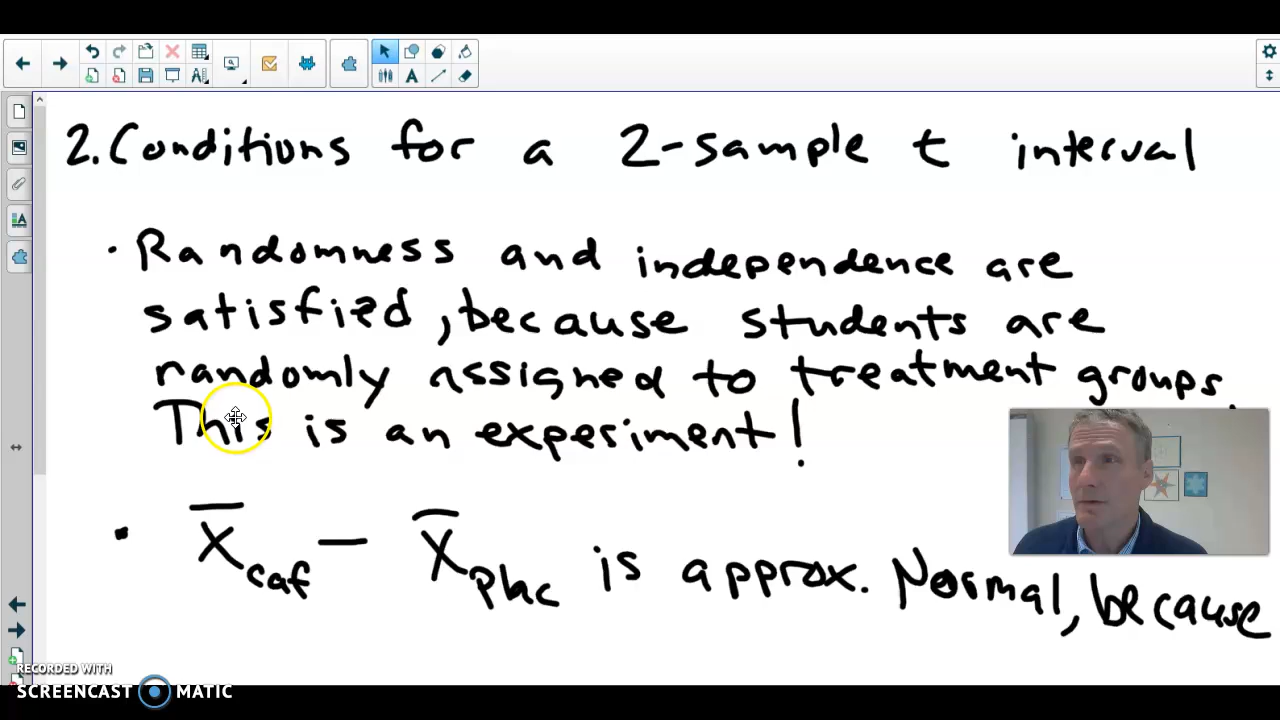 2. Conditions for a 2-sample t interval
• Randomness and independence are
satisfied, because students are
randomly assigned to treatment groups.
This is an experiment!
• x̄caf — x̄plac is approx. Normal, because
RECORDED WITH
SCREENCAST MATIC